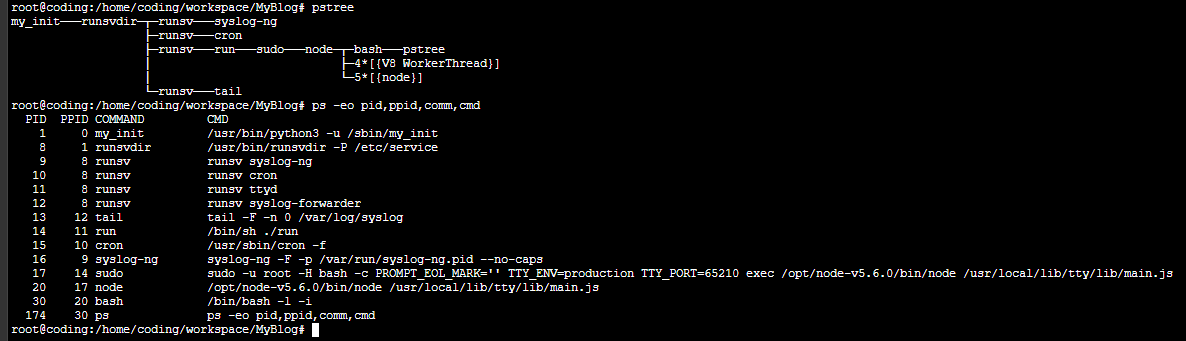 root@coding:/home/coding/workspace/MyBlog# pstree
my_init───runsvdir─┬─runsv───syslog-ng
                   ├─runsv───cron
                   ├─runsv───run───sudo───node─┬─bash───pstree
                   │                           ├─4*[{V8 WorkerThread}]
                   │                           └─5*[{node}]
                   └─runsv───tail
root@coding:/home/coding/workspace/MyBlog# ps -eo pid,ppid,comm,cmd
  PID  PPID COMMAND         CMD
    1     0 my_init         /usr/bin/python3 -u /sbin/my_init
    8     1 runsvdir        /usr/bin/runsvdir -P /etc/service
    9     8 runsv           runsv syslog-ng
   10     8 runsv           runsv cron
   11     8 runsv           runsv ttyd
   12     8 runsv           runsv syslog-forwarder
   13    12 tail            tail -F -n 0 /var/log/syslog
   14    11 run             /bin/sh ./run
   15    10 cron            /usr/sbin/cron -f
   16     9 syslog-ng       syslog-ng -F -p /var/run/syslog-ng.pid --no-caps
   17    14 sudo            sudo -u root -H bash -c PROMPT_EOL_MARK='' TTY_ENV=production TTY_PORT=65210 exec /opt/node-v5.6.0/bin/node /usr/local/lib/tty/lib/main.js
   20    17 node            /opt/node-v5.6.0/bin/node /usr/local/lib/tty/lib/main.js
   30    20 bash            /bin/bash -l -i
  174    30 ps              ps -eo pid,ppid,comm,cmd
root@coding:/home/coding/workspace/MyBlog#